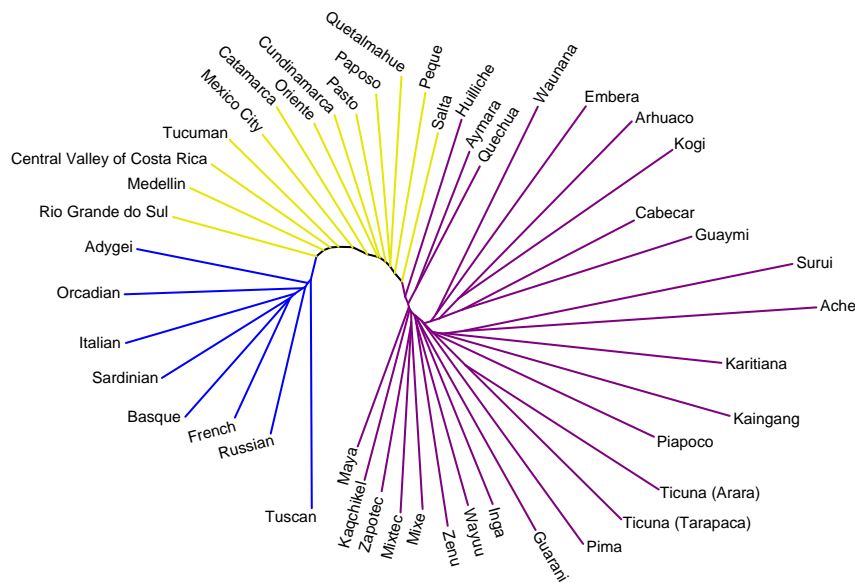 Quetalmahue
Peque
Paposo
Cundinamarca
Pasto
Oriente
Catamarca
Mexico City
Salta
Huilliche
Aymara
Quechua
Waunana
Embera
Arhuaco
Kogi
Tucuman
Central Valley of Costa Rica
Medellin
Rio Grande do Sul
Cabecar
Guaymi
Adygei
Surui
Orcadian
Ache
Italian
Karitiana
Sardinian
Basque
Kaingang
French
Piapoco
Russian
Maya
Kaqchikel
Zapotec
Mixtec
Mixe
Zenu
Wayuu
Inga
Guarani
Pima
Ticuna (Arara)
Ticuna (Tarapaca)
Tuscan